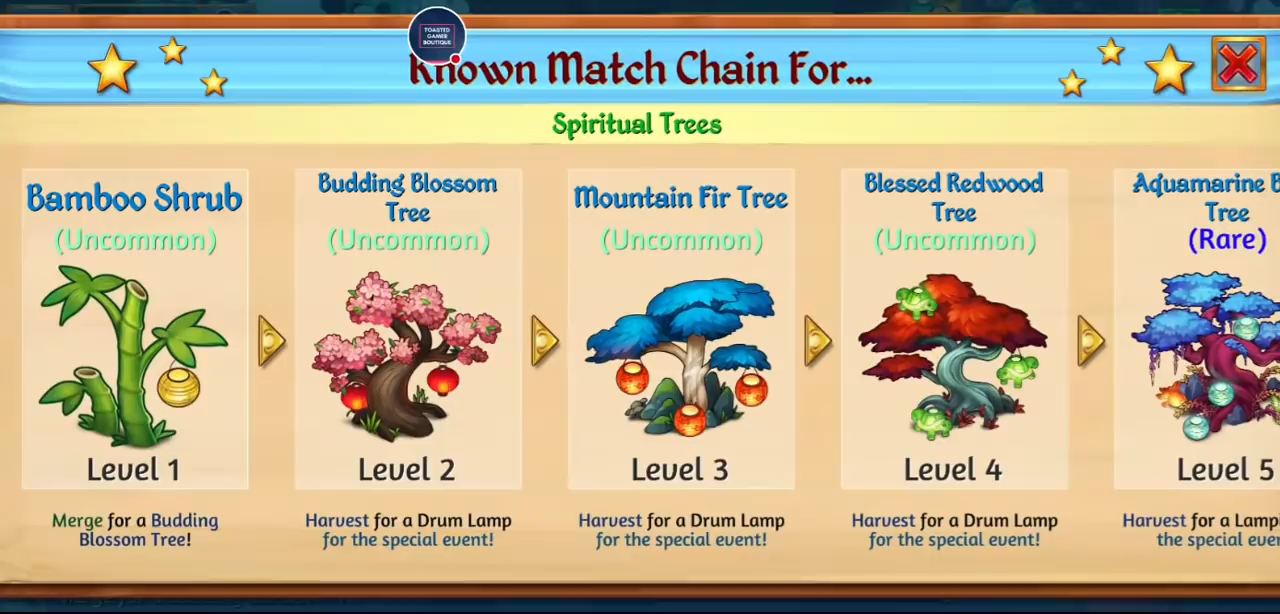 TOASTED
GAMER
BOUTIQUE
Known Match Chain For...
Spiritual Trees
Bamboo Shrub
(Uncommon)
Level 1
Merge for a Budding
Blossom Tree!
Budding Blossom
Tree
(Uncommon)
Level 2
Harvest for a Drum Lamp
for the special event!
Mountain Fir Tree
(Uncommon)
Level 3
Harvest for a Drum Lamp
for the special event!
Blessed Redwood
Tree
(Uncommon)
Level 4
Harvest for a Drum Lamp
for the special event!
Aquamarine
Tree
(Rare)
Level 5
Harvest for a Lamp
the special